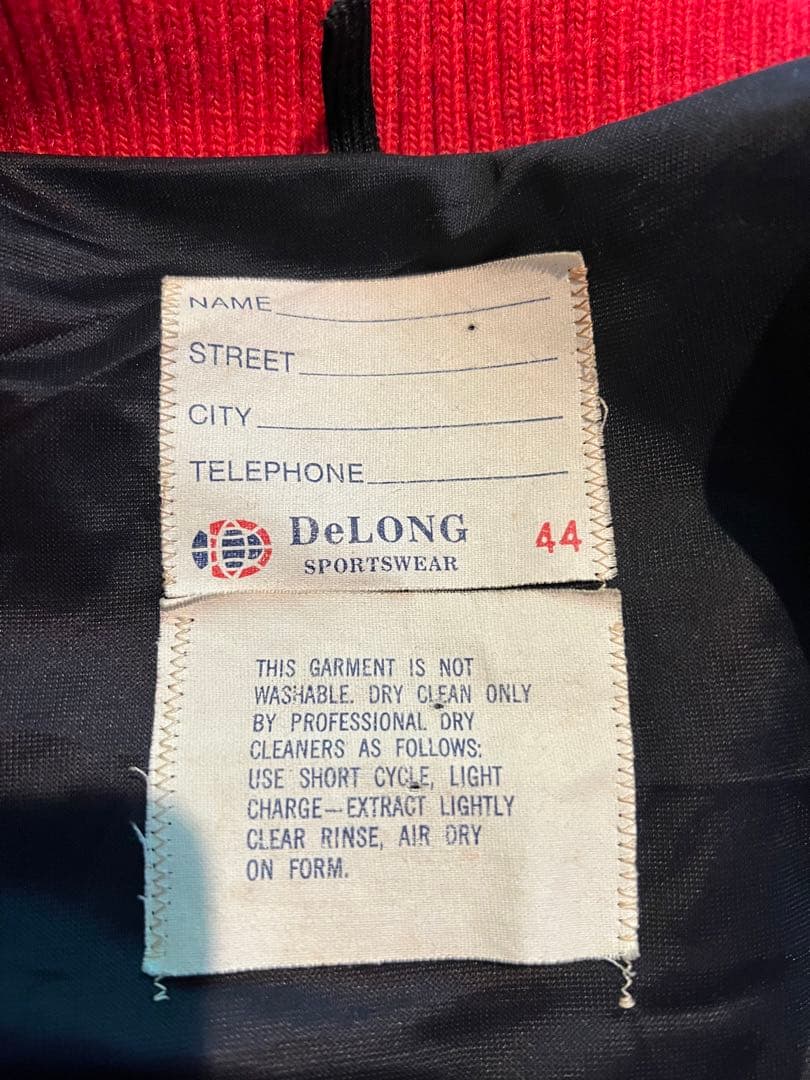 NAME
STREET
CITY
TELEPHONE
DeLONG 44
SPORTSWEAR
THIS GARMENT IS NOT
WASHABLE. DRY CLEAN ONLY
BY PROFESSIONAL DRY
CLEANERS AS FOLLOWS:
USE SHORT CYCLE, LIGHT
CHARGE—EXTRACT LIGHTLY
CLEAR RINSE, AIR DRY
ON FORM.